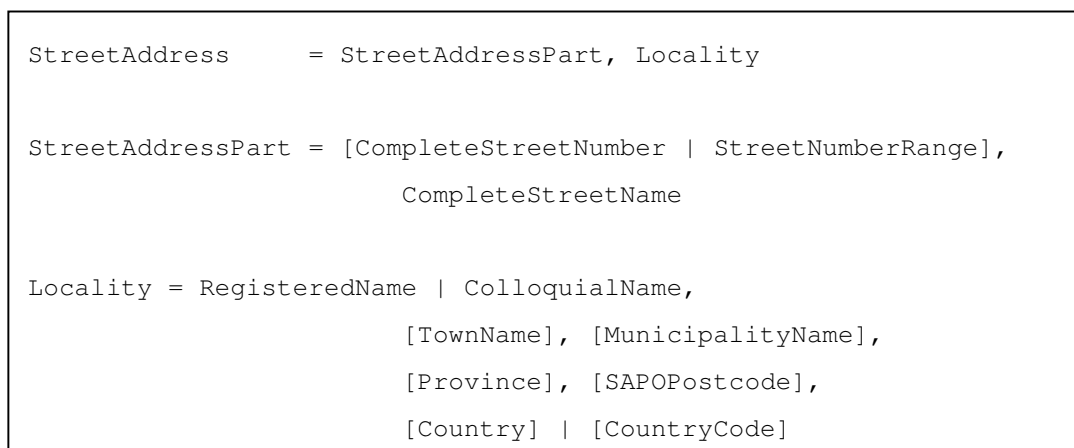 StreetAddress = StreetAddressPart, Locality
StreetAddressPart = [CompleteStreetNumber | StreetNumberRange],
CompleteStreetName
Locality = RegisteredName | ColloquialName,
[TownName], [MunicipalityName],
[Province], [SAPOPostcode],
[Country] | [CountryCode]